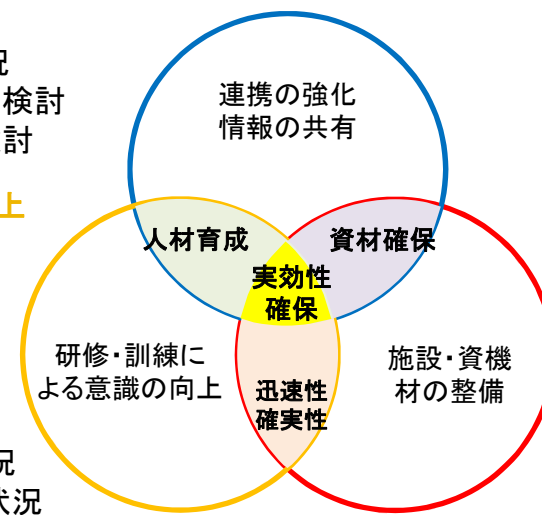 況
検討
討
上
連携の強化
情報の共有
人材育成
資材確保
実効性
確保
研修・訓練に
よる意識の向上
施設・資機
材の整備
迅速性
確実性
況
状況